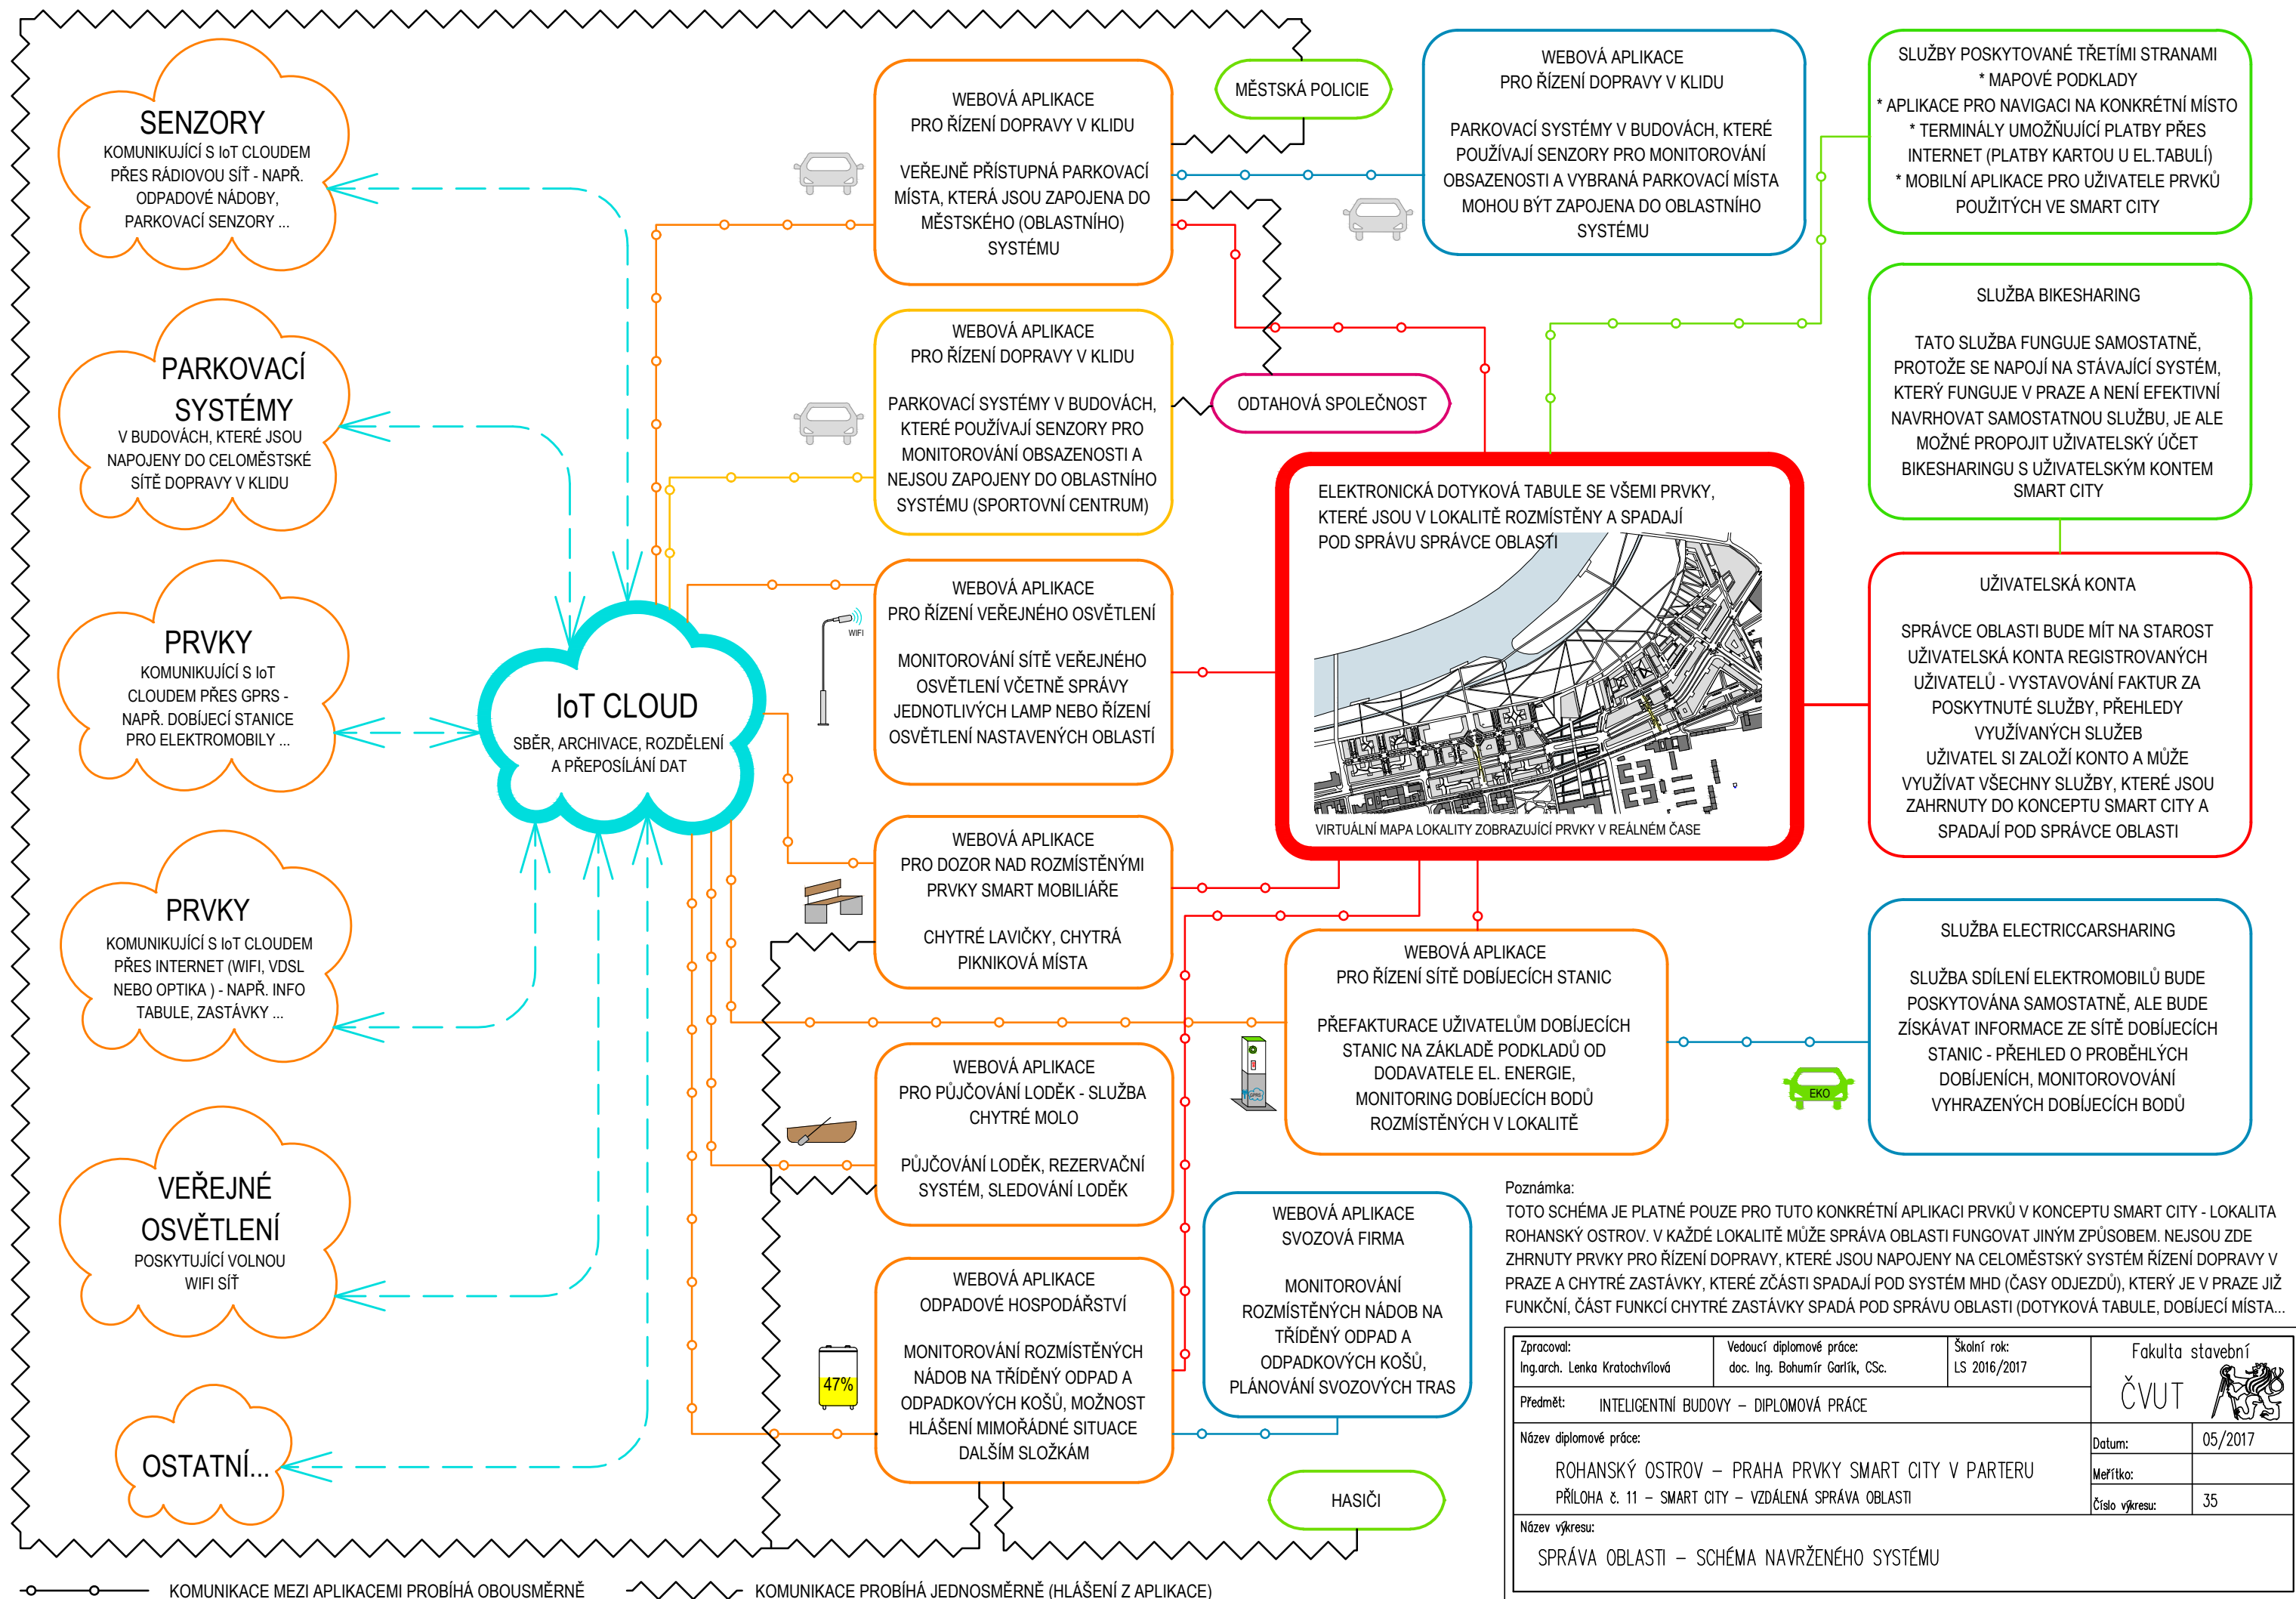 SENZORY
KOMUNIKUJÍCÍ S IoT CLOUDEM
PŘES RÁDIOVOU SÍŤ - NAPŘ.
ODPADOVÉ NÁDOBY,
PARKOVACÍ SENZORY ...
PARKOVACÍ
SYSTÉMY
V BUDOVÁCH, KTERÉ JSOU
NAPOJENY DO CELOMĚSTSKÉ
SÍTĚ DOPRAVY V KLIDU
PRVKY
KOMUNIKUJÍCÍ S IoT
CLOUDEM PŘES GPRS -
NAPŘ. DOBÍJECÍ STANICE
PRO ELEKTROMOBILY ...
PRVKY
KOMUNIKUJÍCÍ S IoT CLOUDEM
PŘES INTERNET (WIFI, VDSL
NEBO OPTIKA ) - NAPŘ. INFO
TABULE, ZASTÁVKY ...
VEŘEJNÉ
OSVĚTLENÍ
POSKYTUJÍCÍ VOLNOU
WIFI SÍŤ
OSTATNÍ...
IoT CLOUD
SBĚR, ARCHIVACE, ROZDĚLENÍ
A PŘEPOSÍLÁNÍ DAT
WEBOVÁ APLIKACE
PRO ŘÍZENÍ DOPRAVY V KLIDU
VEŘEJNĚ PŘÍSTUPNÁ PARKOVACÍ
MÍSTA, KTERÁ JSOU ZAPOJENA DO
MĚSTSKÉHO (OBLASTNÍHO)
SYSTÉMU
WEBOVÁ APLIKACE
PRO ŘÍZENÍ DOPRAVY V KLIDU
PARKOVACÍ SYSTÉMY V BUDOVÁCH,
KTERÉ POUŽÍVAJÍ SENZORY PRO
MONITOROVÁNÍ OBSAZENOSTI A
NEJSOU ZAPOJENY DO OBLASTNÍHO
SYSTÉMU (SPORTOVNÍ CENTRUM)
WIFI
WEBOVÁ APLIKACE
PRO ŘÍZENÍ VEŘEJNÉHO OSVĚTLENÍ
MONITOROVÁNÍ SÍTĚ VEŘEJNÉHO
OSVĚTLENÍ VČETNĚ SPRÁVY
JEDNOTLIVÝCH LAMP NEBO ŘÍZENÍ
OSVĚTLENÍ NASTAVENÝCH OBLASTÍ
WEBOVÁ APLIKACE
PRO DOZOR NAD ROZMÍSTĚNÝMI
PRVKY SMART MOBILIÁŘE
CHYTRÉ LAVIČKY, CHYTRÁ
PIKNIKOVÁ MÍSTA
WEBOVÁ APLIKACE
PRO PŮJČOVÁNÍ LODĚK - SLUŽBA
CHYTRÉ MOLO
PŮJČOVÁNÍ LODĚK, REZERVAČNÍ
SYSTÉM, SLEDOVÁNÍ LODĚK
47%
WEBOVÁ APLIKACE
ODPADOVÉ HOSPODÁŘSTVÍ
MONITOROVÁNÍ ROZMÍSTĚNÝCH
NÁDOB NA TŘÍDĚNÝ ODPAD A
ODPADKOVÝCH KOŠŮ, MOŽNOST
HLÁŠENÍ MIMOŘÁDNÉ SITUACE
DALŠÍM SLOŽKÁM
MĚSTSKÁ POLICIE
ODTAHOVÁ SPOLEČNOST
WEBOVÁ APLIKACE
PRO ŘÍZENÍ DOPRAVY V KLIDU
PARKOVACÍ SYSTÉMY V BUDOVÁCH, KTERÉ
POUŽÍVAJÍ SENZORY PRO MONITOROVÁNÍ
OBSAZENOSTI A VYBRANÁ PARKOVACÍ MÍSTA
MOHOU BÝT ZAPOJENA DO OBLASTNÍHO
SYSTÉMU
ELEKTRONICKÁ DOTYKOVÁ TABULE SE VŠEMI PRVKY,
KTERÉ JSOU V LOKALITĚ ROZMÍSTĚNY A SPADAJÍ
POD SPRÁVU SPRÁVCE OBLASTI
VIRTUÁLNÍ MAPA LOKALITY ZOBRAZUJÍCÍ PRVKY V REÁLNÉM ČASE
GPRS
WEBOVÁ APLIKACE
PRO ŘÍZENÍ SÍTĚ DOBÍJECÍCH STANIC
PŘEFAKTURACE UŽIVATELŮM DOBÍJECÍCH
STANIC NA ZÁKLADĚ PODKLADŮ OD
DODAVATELE EL. ENERGIE,
MONITORING DOBÍJECÍCH BODŮ
ROZMÍSTĚNÝCH V LOKALITĚ
WEBOVÁ APLIKACE
SVOZOVÁ FIRMA
MONITOROVÁNÍ
ROZMÍSTĚNÝCH NÁDOB NA
TŘÍDĚNÝ ODPAD A
ODPADKOVÝCH KOŠŮ,
PLÁNOVÁNÍ SVOZOVÝCH TRAS
HASIČI
SLUŽBY POSKYTOVANÉ TŘETÍMI STRANAMI
* MAPOVÉ PODKLADY
* APLIKACE PRO NAVIGACI NA KONKRÉTNÍ MÍSTO
* TERMINÁLY UMOŽŇUJÍCÍ PLATBY PŘES
INTERNET (PLATBY KARTOU U EL.TABULÍ)
* MOBILNÍ APLIKACE PRO UŽIVATELE PRVKŮ
POUŽITÝCH VE SMART CITY
SLUŽBA BIKESHARING
TATO SLUŽBA FUNGUJE SAMOSTATNĚ,
PROTOŽE SE NAPOJÍ NA STÁVAJÍCÍ SYSTÉM,
KTERÝ FUNGUJE V PRAZE A NENÍ EFEKTIVNÍ
NAVRHOVAT SAMOSTATNOU SLUŽBU, JE ALE
MOŽNÉ PROPOJIT UŽIVATELSKÝ ÚČET
BIKESHARINGU S UŽIVATELSKÝM KONTEM
SMART CITY
UŽIVATELSKÁ KONTA
SPRÁVCE OBLASTI BUDE MÍT NA STAROST
UŽIVATELSKÁ KONTA REGISTROVANÝCH
UŽIVATELŮ - VYSTAVOVÁNÍ FAKTUR ZA
POSKYTNUTÉ SLUŽBY, PŘEHLEDY
VYUŽÍVANÝCH SLUŽEB
UŽIVATEL SI ZALOŽÍ KONTO A MŮŽE
VYUŽÍVAT VŠECHNY SLUŽBY, KTERÉ JSOU
ZAHRNUTY DO KONCEPTU SMART CITY A
SPADAJÍ POD SPRÁVCE OBLASTI
EKO
SLUŽBA ELECTRICCARSHARING
SLUŽBA SDÍLENÍ ELEKTROMOBILŮ BUDE
POSKYTOVÁNA SAMOSTATNĚ, ALE BUDE
ZÍSKÁVAT INFORMACE ZE SÍTĚ DOBÍJECÍCH
STANIC - PŘEHLED O PROBĚHLÝCH
DOBÍJENÍCH, MONITOROVOVÁNÍ
VYHRAZENÝCH DOBÍJECÍCH BODŮ
Poznámka:
TOTO SCHÉMA JE PLATNÉ POUZE PRO TUTO KONKRÉTNÍ APLIKACI PRVKŮ V KONCEPTU SMART CITY - LOKALITA
ROHANSKÝ OSTROV. V KAŽDÉ LOKALITĚ MŮŽE SPRÁVA OBLASTI FUNGOVAT JINÝM ZPŮSOBEM. NEJSOU ZDE
ZHRNUTY PRVKY PRO ŘÍZENÍ DOPRAVY, KTERÉ JSOU NAPOJENY NA CELOMĚSTSKÝ SYSTÉM ŘÍZENÍ DOPRAVY V
PRAZE A CHYTRÉ ZASTÁVKY, KTERÉ ZČÁSTI SPADAJÍ POD SYSTÉM MHD (ČASY ODJEZDŮ), KTERÝ JE V PRAZE JIŽ
FUNKČNÍ, ČÁST FUNKCÍ CHYTRÉ ZASTÁVKY SPADÁ POD SPRÁVU OBLASTI (DOTYKOVÁ TABULE, DOBÍJECÍ MÍSTA...
Zpracoval:
Ing.arch. Lenka Kratochvílová
Vedoucí diplomové práce:
doc. Ing. Bohumír Garlík, CSc.
Školní rok:
LS 2016/2017
Fakulta stavební
ČVUT
Předmět: INTELIGENTNÍ BUDOVY – DIPLOMOVÁ PRÁCE
Název diplomové práce:
ROHANSKÝ OSTROV – PRAHA PRVKY SMART CITY V PARTERU
PŘÍLOHA č. 11 – SMART CITY – VZDÁLENÁ SPRÁVA OBLASTI
Datum: 05/2017
Meřítko:
Číslo výkresu: 35
Název výkresu:
SPRÁVA OBLASTI – SCHÉMA NAVRŽENÉHO SYSTÉMU
KOMUNIKACE MEZI APLIKACEMI PROBÍHÁ OBOUSMĚRNĚ
KOMUNIKACE PROBÍHÁ JEDNOSMĚRNĚ (HLÁŠENÍ Z APLIKACE)